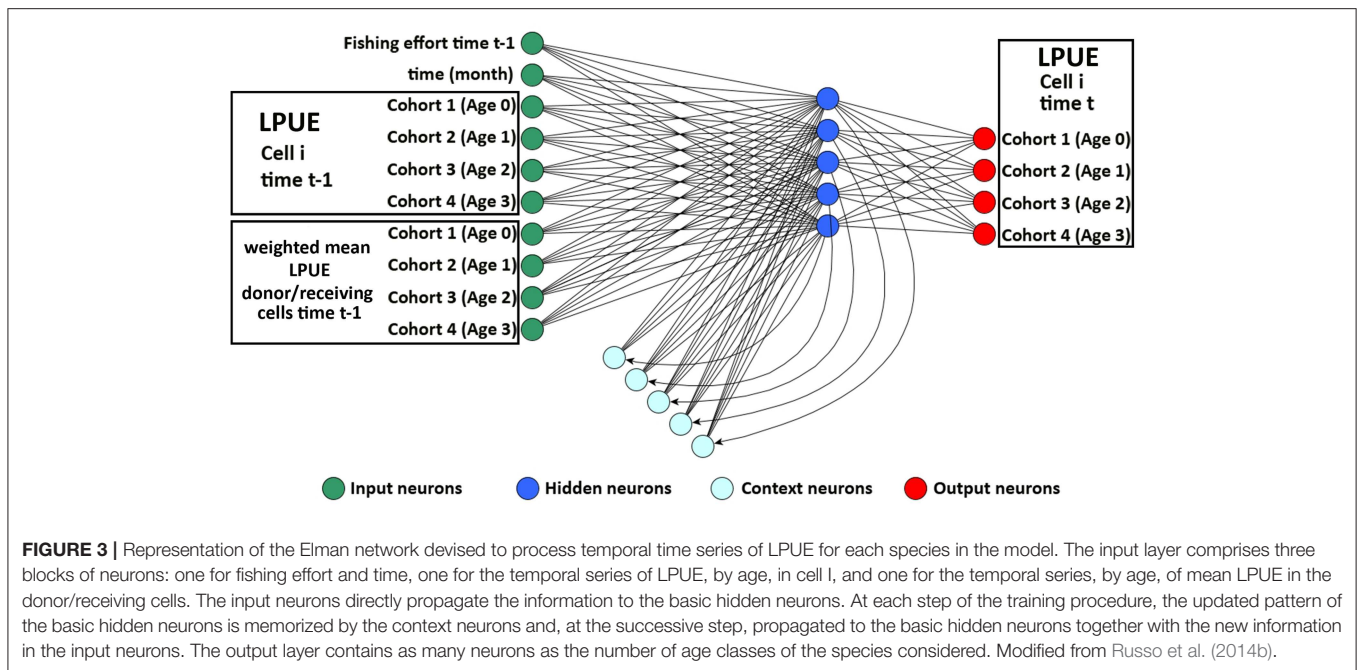 Fishing effort time t-1
time (month)
LPUE
Cell i
time t-1
Cohort 1 (Age 0)
Cohort 2 (Age 1)
Cohort 3 (Age 2)
Cohort 4 (Age 3)
weighted mean
LPUE
donor/receiving
cells time t-1
Cohort 1 (Age 0)
Cohort 2 (Age 1)
Cohort 3 (Age 2)
Cohort 4 (Age 3)
LPUE
Cell i
time t
Cohort 1 (Age 0)
Cohort 2 (Age 1)
Cohort 3 (Age 2)
Cohort 4 (Age 3)
Input neurons
Hidden neurons
Context neurons
Output neurons
FIGURE 3 | Representation of the Elman network devised to process temporal time series of LPUE for each species in the model. The input layer comprises three
blocks of neurons: one for fishing effort and time, one for the temporal series of LPUE, by age, in cell I, and one for the temporal series, by age, of mean LPUE in the
donor/receiving cells. The input neurons directly propagate the information to the basic hidden neurons. At each step of the training procedure, the updated pattern of
the basic hidden neurons is memorized by the context neurons and, at the successive step, propagated to the basic hidden neurons together with the new information
in the input neurons. The output layer contains as many neurons as the number of age classes of the species considered. Modified from Russo et al. (2014b).